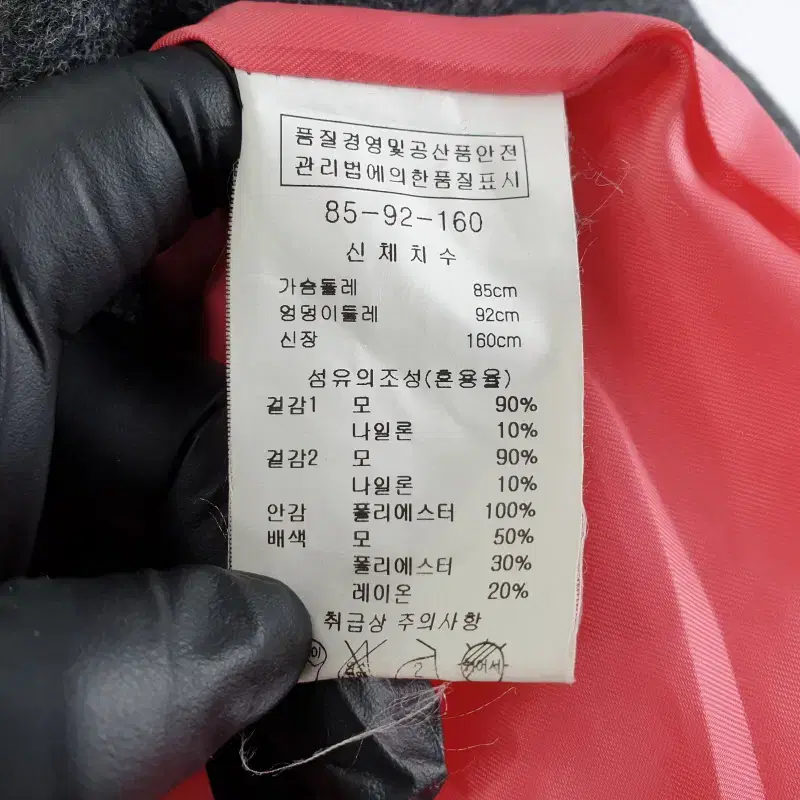 품질경영및공산품안전
관리법에의한품질표시
85-92-160
신체치수
가슴둘레 85cm
엉덩이둘레 92cm
신장 160cm
섬유의조성(혼용율)
겉감1 모 90%
나일론 10%
겉감2 모 90%
나일론 10%
안감 폴리에스터 100%
배색 모 50%
폴리에스터 30%
레이온 20%
취급상 주의사항
2